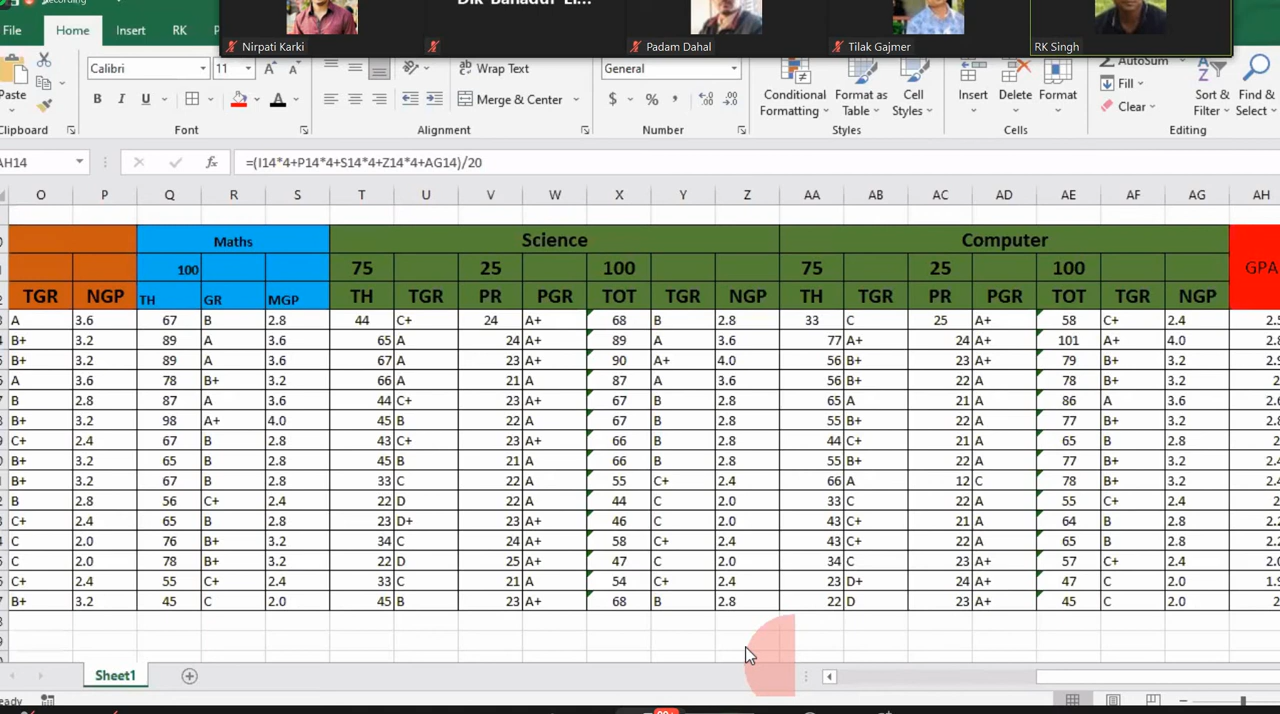 Recording
File Home Insert RK P
Nirpati Karki
Padam Dahal
Tilak Gajmer
RK Singh
Paste
Calibri 11
B I U
Wrap Text
Merge & Center
General
$ % ,
Conditional Formatting
Format as Table
Cell Styles
Insert Delete Format
AutoSum
Fill
Clear
Sort & Filter
Find & Select
Clipboard Font Alignment Number Styles Cells Editing
AH14 fx =(I14*4+P14*4+S14*4+Z14*4+AG14)/20
O P Q R S T U V W X Y Z AA AB AC AD AE AF AG AH
Maths Science Computer
100 75 25 100 75 25 100 GPA
TGR NGP TH GR MGP TH TGR PR PGR TOT TGR NGP TH TGR PR PGR TOT TGR NGP
A 3.6 67 B 2.8 44 C+ 24 A+ 68 B 2.8 33 C 25 A+ 58 C+ 2.4
B+ 3.2 89 A 3.6 65 A 24 A+ 89 A 3.6 77 A+ 24 A+ 101 A+ 4.0
B+ 3.2 89 A 3.6 67 A 23 A+ 90 A+ 4.0 56 B+ 23 A+ 79 B+ 3.2
A 3.6 78 B+ 3.2 66 A 21 A 87 A 3.6 56 B+ 22 A 78 B+ 3.2
B 2.8 87 A 3.6 44 C+ 23 A+ 67 B 2.8 65 A 21 A 86 A 3.6
B+ 3.2 98 A+ 4.0 45 B 22 A 67 B 2.8 55 B+ 22 A 77 B+ 3.2
C+ 2.4 67 B 2.8 43 C+ 23 A+ 66 B 2.8 44 C+ 21 A 65 B 2.8
B+ 3.2 65 B 2.8 45 B 21 A 66 B 2.8 55 B+ 22 A 77 B+ 3.2
B+ 3.2 67 B 2.8 33 C 22 A 55 C+ 2.4 66 A 12 C 78 B+ 3.2
B 2.8 56 C+ 2.4 22 D 22 A 44 C 2.0 33 C 22 A 55 C+ 2.4
C+ 2.4 65 B 2.8 23 D+ 23 A+ 46 C 2.0 43 C+ 21 A 64 B 2.8
C 2.0 76 B+ 3.2 34 C 24 A+ 58 C+ 2.4 43 C+ 22 A 65 B 2.8
C 2.0 78 B+ 3.2 22 D 25 A+ 47 C 2.0 34 C 23 A+ 57 C+ 2.4
C+ 2.4 55 C+ 2.4 33 C 21 A 54 C+ 2.4 23 D+ 24 A+ 47 C 2.0
B+ 3.2 45 C 2.0 45 B 23 A+ 68 B 2.8 22 D 23 A+ 45 C 2.0
Sheet1